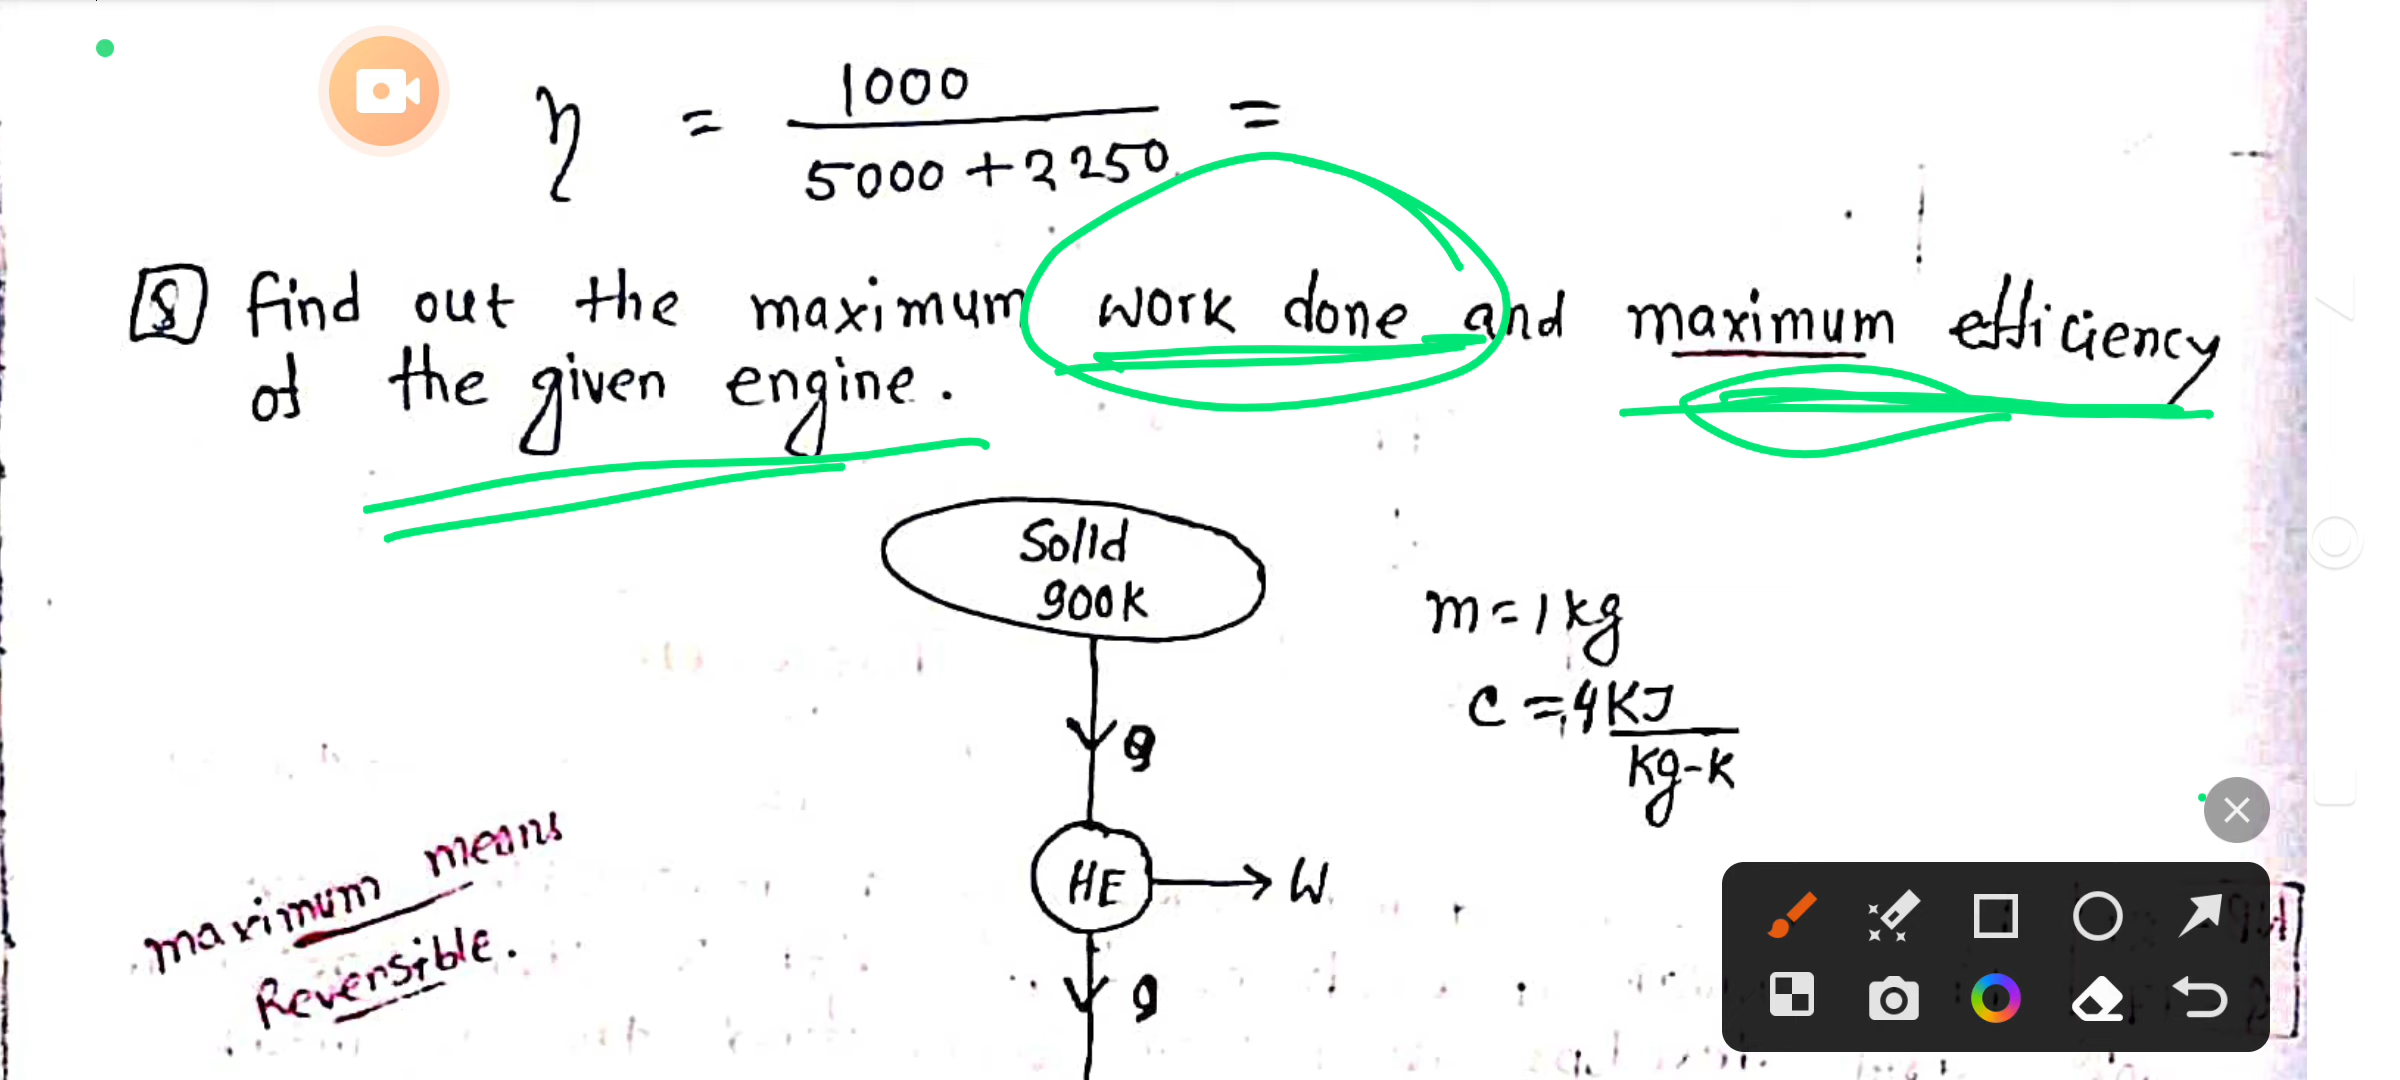 η = 1000 / 5000 + 2250 =
Q find out the maximum work done and maximum efficiency
of the given engine.
Solid
900K
m = 1 kg
Q
C = 4 KJ / kg-K
maximum means
Reversible.
HE → W
Q